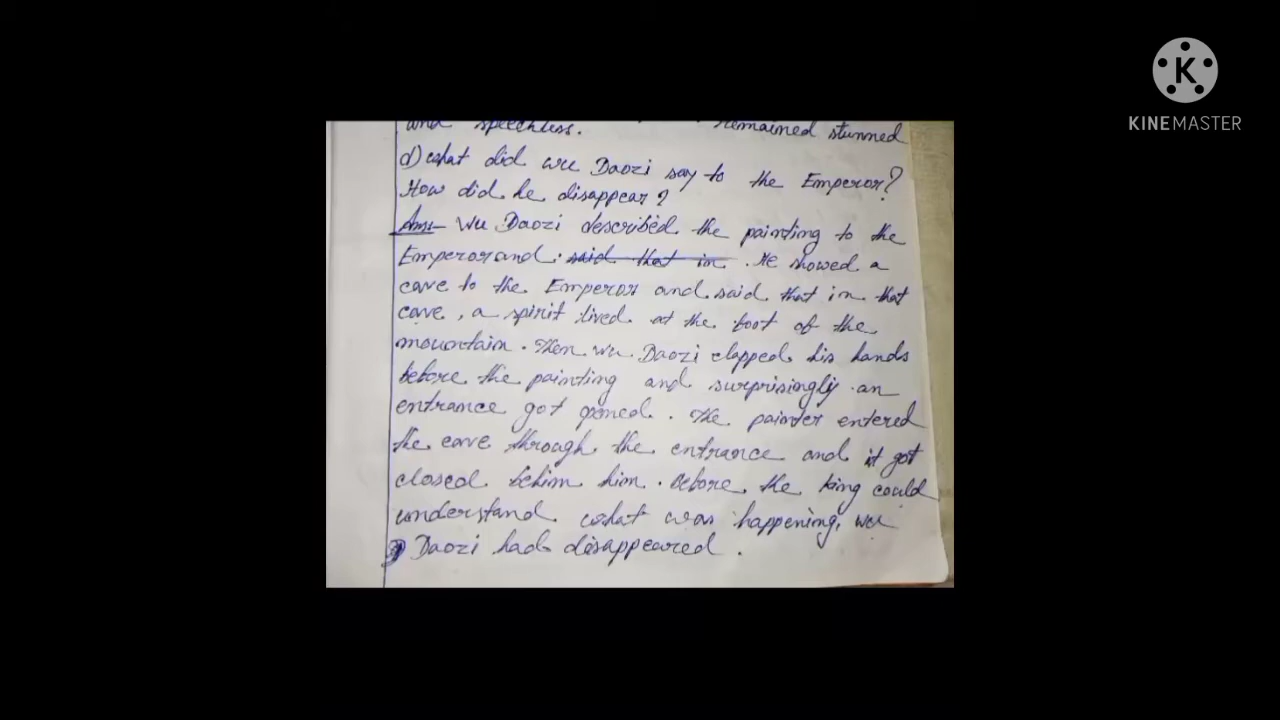 and speechless. remained stunned
d) what did wu Daozi say to the Emperor?
How did he disappear?
Ans:- Wu Daozi described the painting to the
Emperor and said that in. He showed a
cave to the Emperor and said that in that
cave, a spirit lived at the foot of the
mountain. Then Wu Daozi clapped his hands
before the painting and surprisingly an
entrance got opened. The painter entered
the cave through the entrance and it got
closed behim him. Before the king could
understand what was happening, wu
Daozi had disappeared.
KINEMASTER